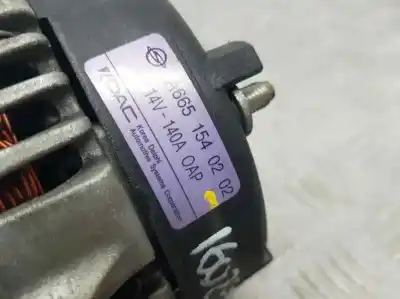 A665 154 02 02
14V-140A OAP
KDAC
Korea Delphi
Automotive Systems Corporation